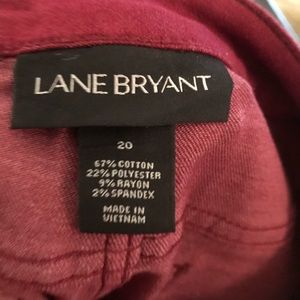 LANE BRYANT
20
67% COTTON
22% POLYESTER
9% RAYON
2% SPANDEX
MADE IN
VIETNAM